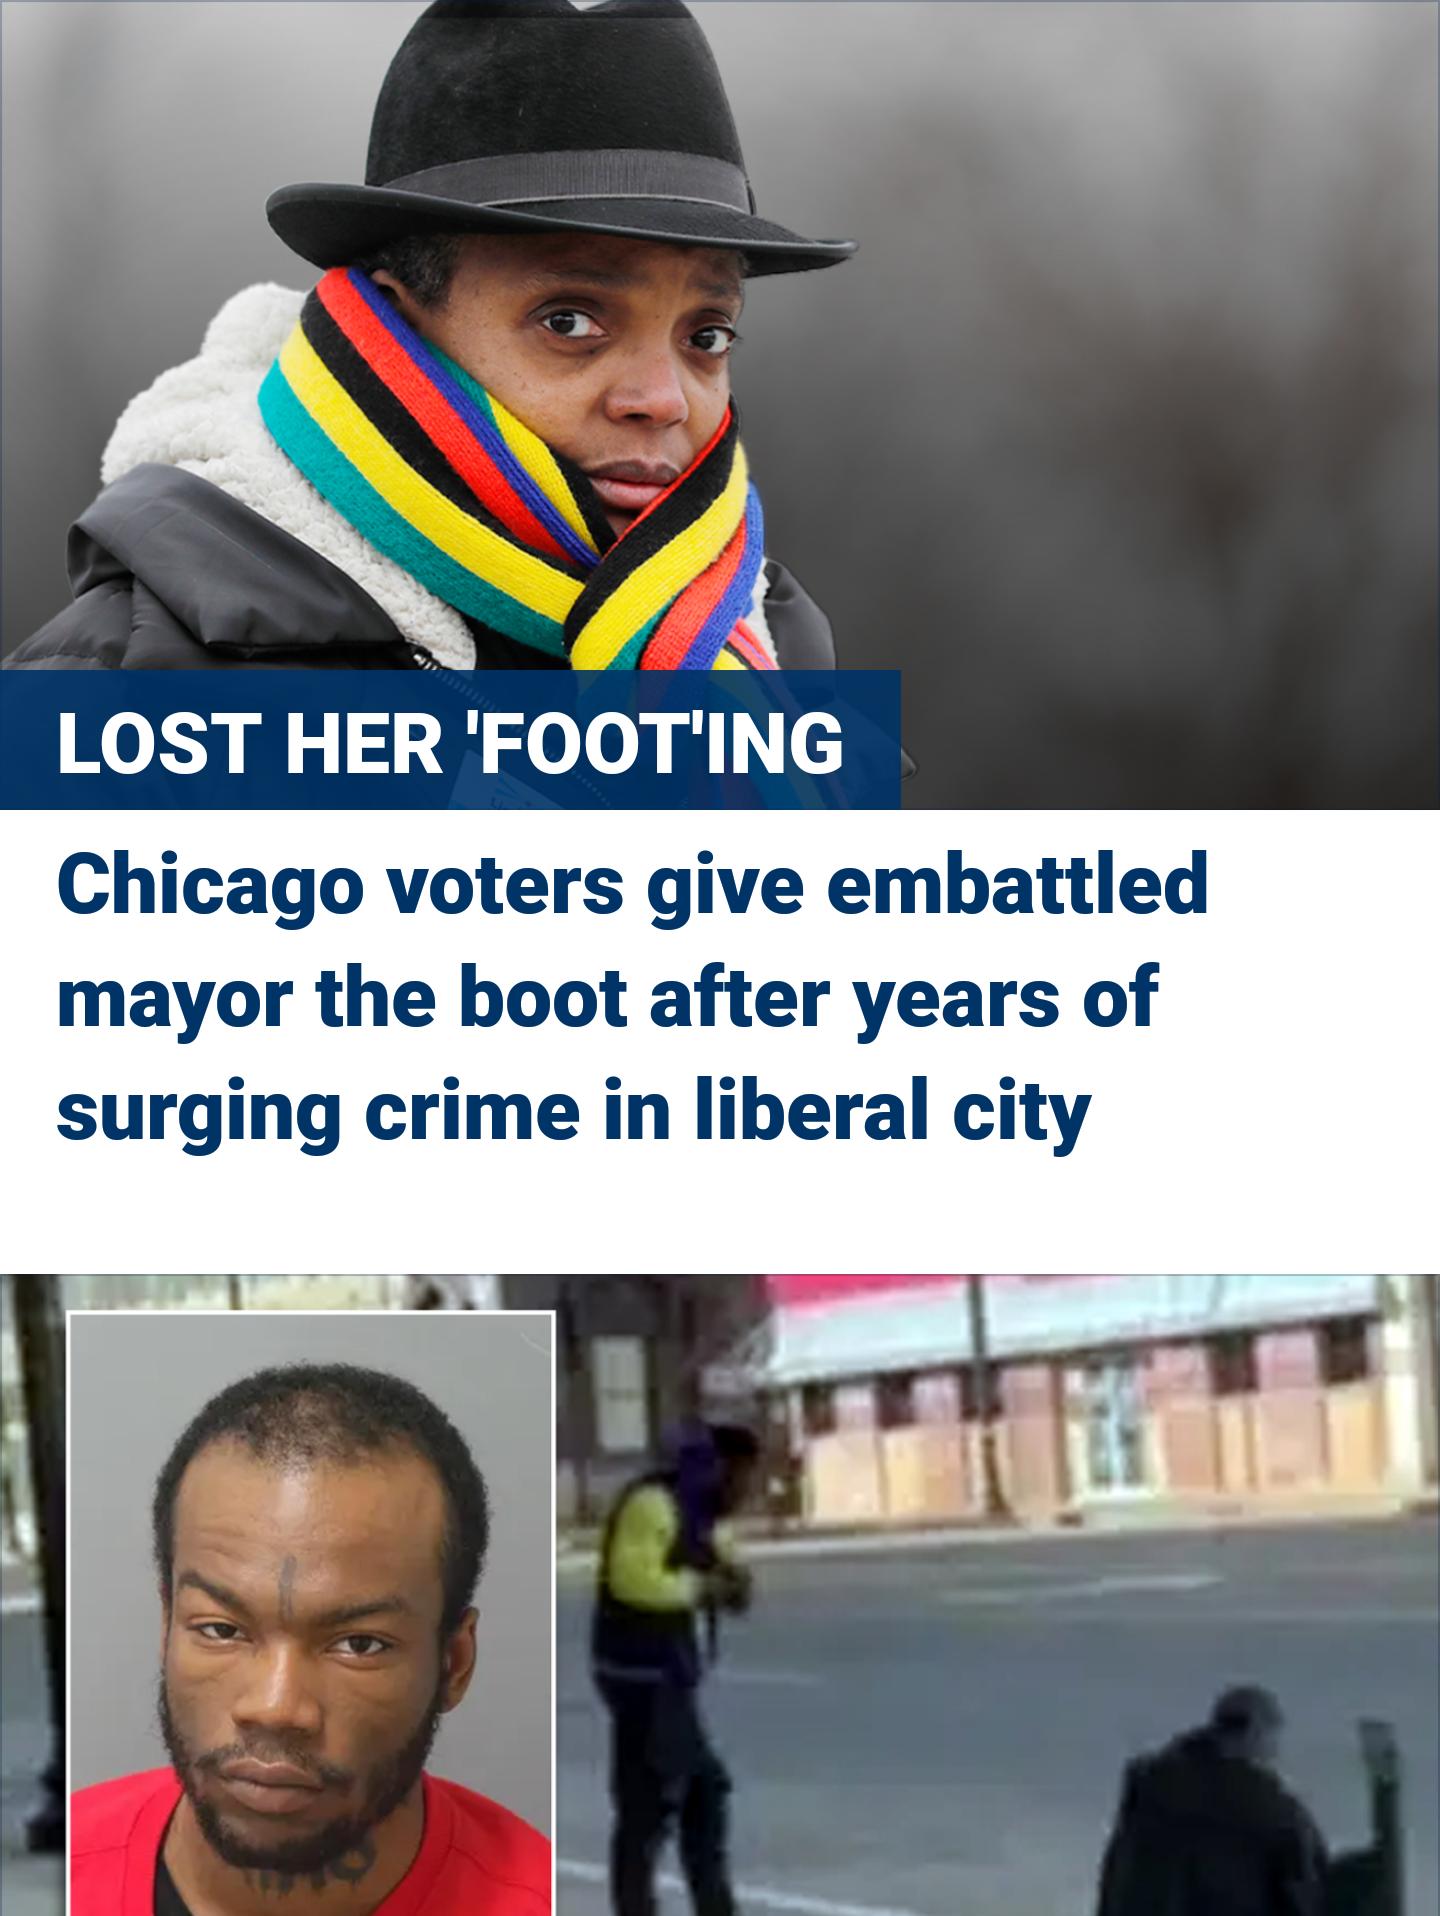 LOST HER 'FOOT'ING
Chicago voters give embattled
mayor the boot after years of
surging crime in liberal city